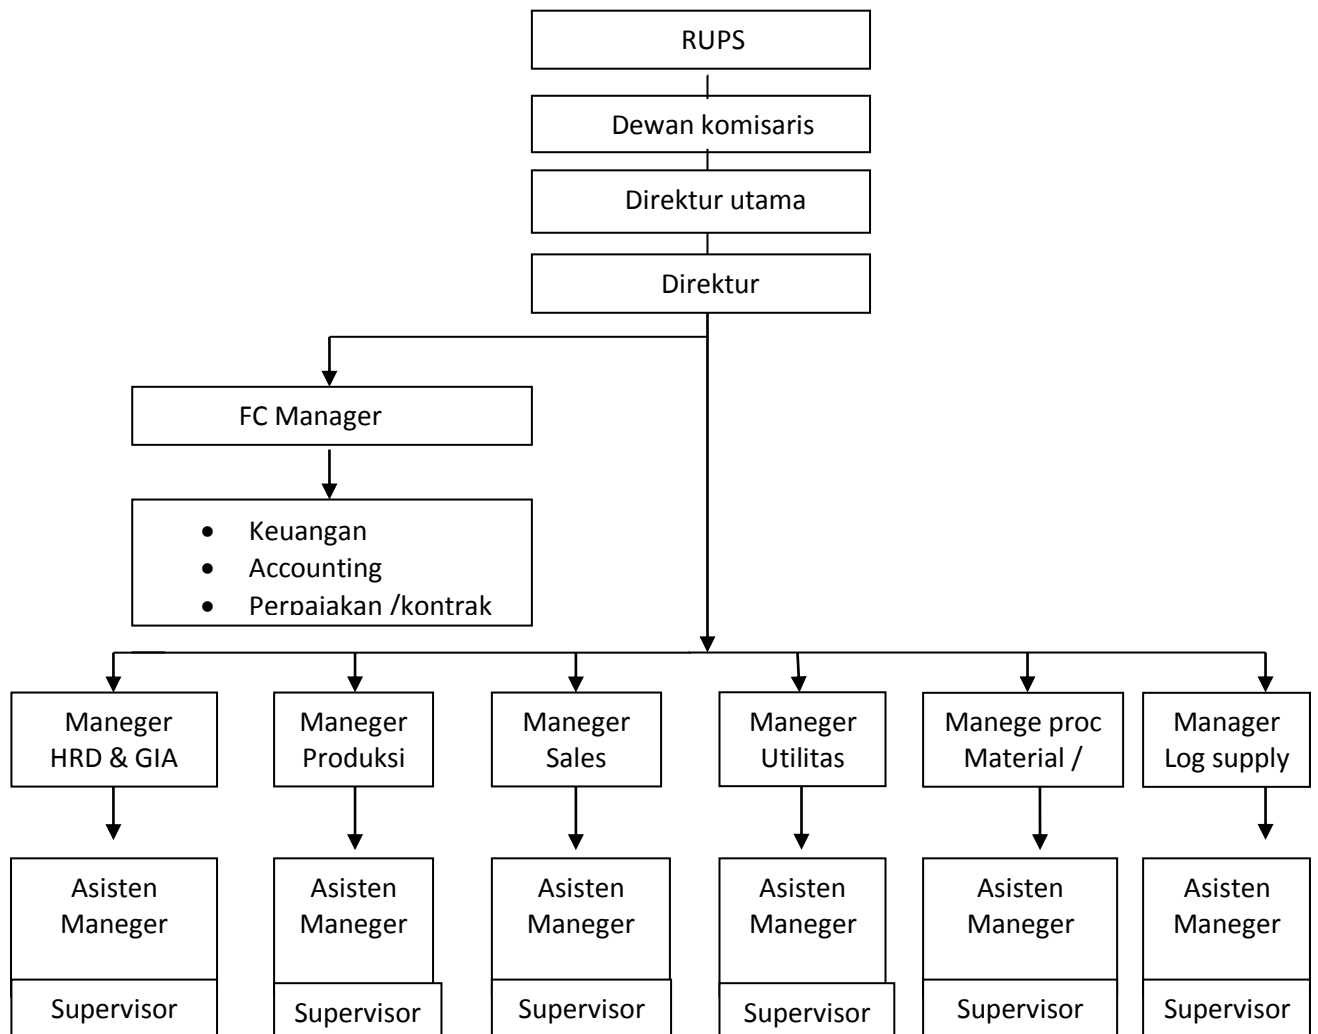 RUPS
Dewan komisaris
Direktur utama
Direktur
FC Manager
• Keuangan
• Accounting
• Perpajakan /kontrak
Maneger
HRD & GIA
Maneger
Produksi
Maneger
Sales
Maneger
Utilitas
Manege proc
Material /
Manager
Log supply
Asisten
Maneger
Asisten
Maneger
Asisten
Maneger
Asisten
Maneger
Asisten
Maneger
Asisten
Maneger
Supervisor
Supervisor
Supervisor
Supervisor
Supervisor
Supervisor